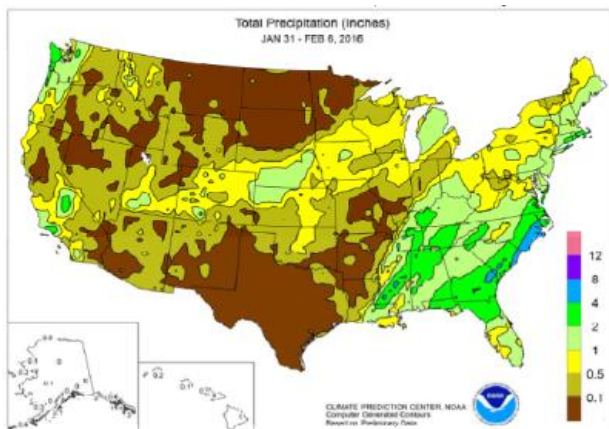 Total Precipitation (Inches)
JAN 31 - FEB 6, 2016
12
8
4
2
1
0.5
0.1
CLIMATE PREDICTION CENTER, NOAA
Computer Generated Contours
Based on Preliminary Data